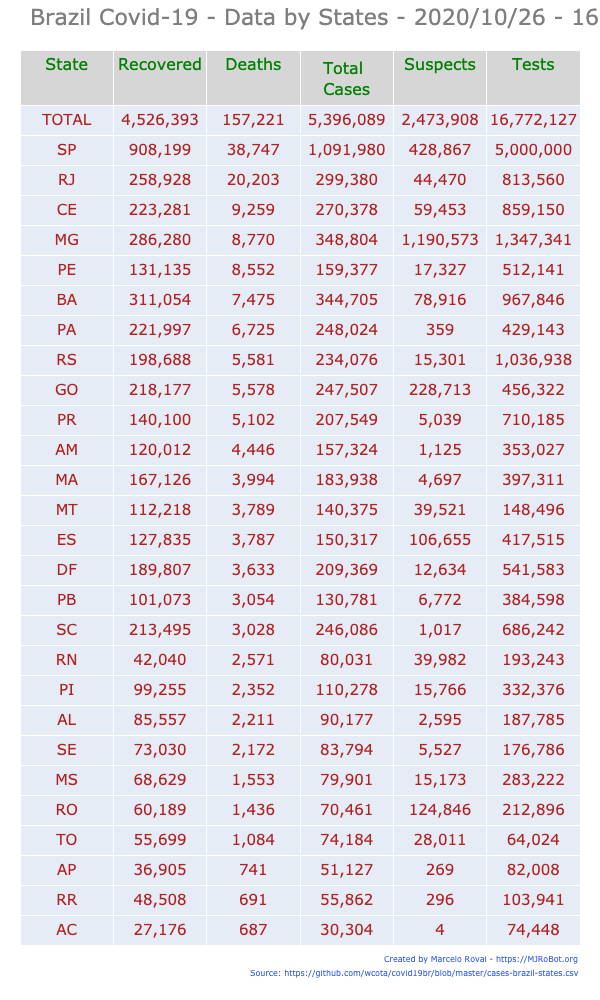 Brazil Covid-19 - Data by States - 2020/10/26 - 16
State Recovered Deaths Total Cases Suspects Tests
TOTAL 4,526,393 157,221 5,396,089 2,473,908 16,772,127
SP 908,199 38,747 1,091,980 428,867 5,000,000
RJ 258,928 20,203 299,380 44,470 813,560
CE 223,281 9,259 270,378 59,453 859,150
MG 286,280 8,770 348,804 1,190,573 1,347,341
PE 131,135 8,552 159,377 17,327 512,141
BA 311,054 7,475 344,705 78,916 967,846
PA 221,997 6,725 248,024 359 429,143
RS 198,688 5,581 234,076 15,301 1,036,938
GO 218,177 5,578 247,507 228,713 456,322
PR 140,100 5,102 207,549 5,039 710,185
AM 120,012 4,446 157,324 1,125 353,027
MA 167,126 3,994 183,938 4,697 397,311
MT 112,218 3,789 140,375 39,521 148,496
ES 127,835 3,787 150,317 106,655 417,515
DF 189,807 3,633 209,369 12,634 541,583
PB 101,073 3,054 130,781 6,772 384,598
SC 213,495 3,028 246,086 1,017 686,242
RN 42,040 2,571 80,031 39,982 193,243
PI 99,255 2,352 110,278 15,766 332,376
AL 85,557 2,211 90,177 2,595 187,785
SE 73,030 2,172 83,794 5,527 176,786
MS 68,629 1,553 79,901 15,173 283,222
RO 60,189 1,436 70,461 124,846 212,896
TO 55,699 1,084 74,184 28,011 64,024
AP 36,905 741 51,127 269 82,008
RR 48,508 691 55,862 296 103,941
AC 27,176 687 30,304 4 74,448
Created by Marcelo Rovai - https://MJRoBot.org
Source: https://github.com/wcota/covid19br/blob/master/cases-brazil-states.csv